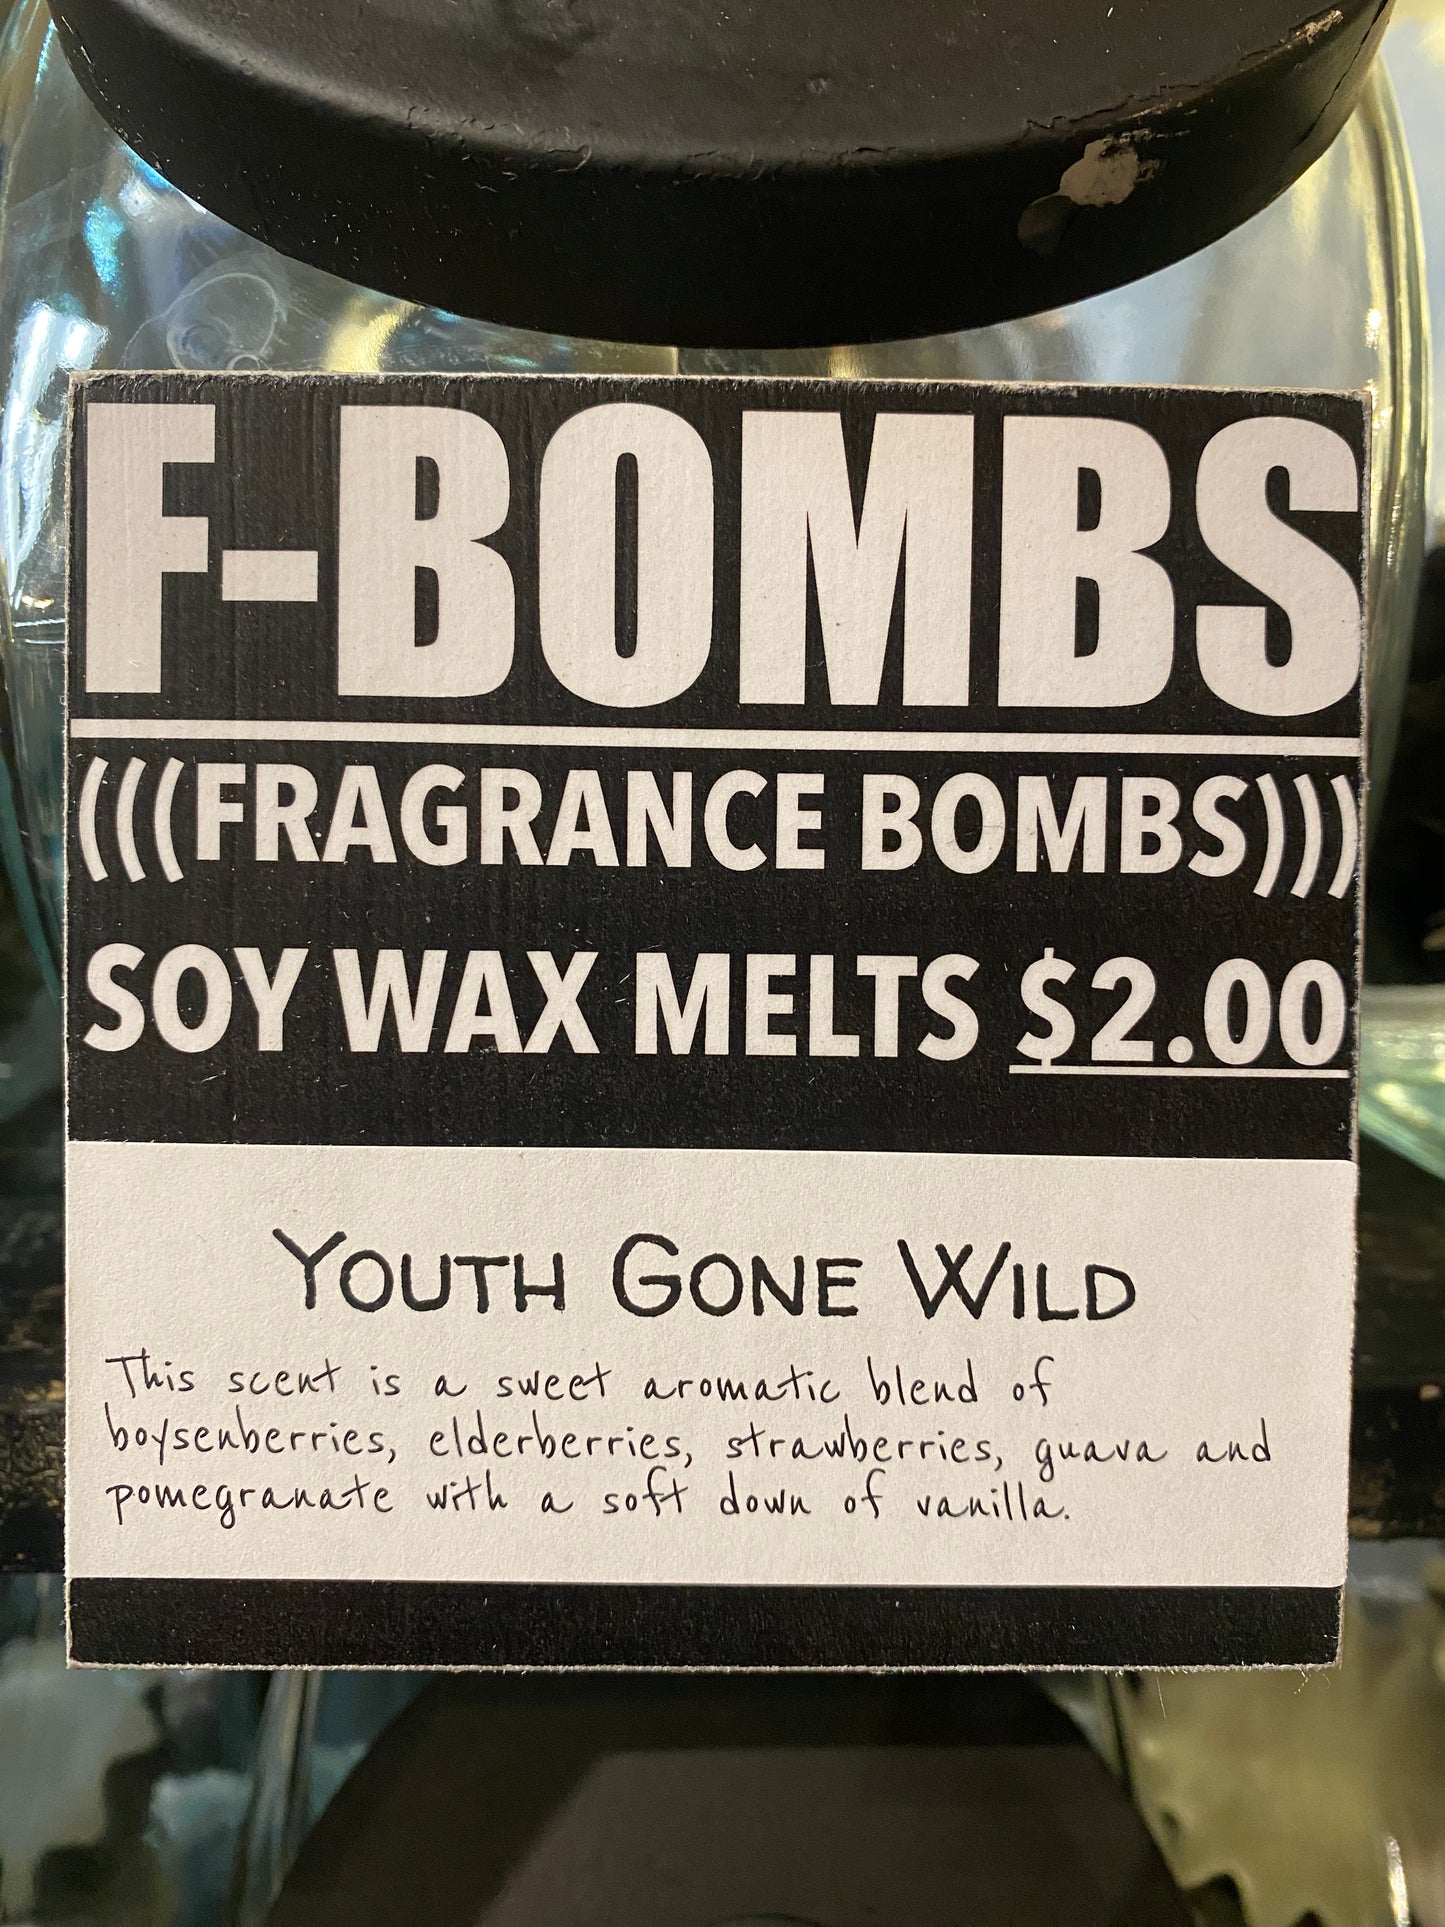 F-BOMBS
(((FRAGRANCE BOMBS)))
SOY WAX MELTS $2.00
YOUTH GONE WILD
This scent is a sweet aromatic blend of
boysenberries, elderberries, strawberries, guava and
pomegranate with a soft down of vanilla.